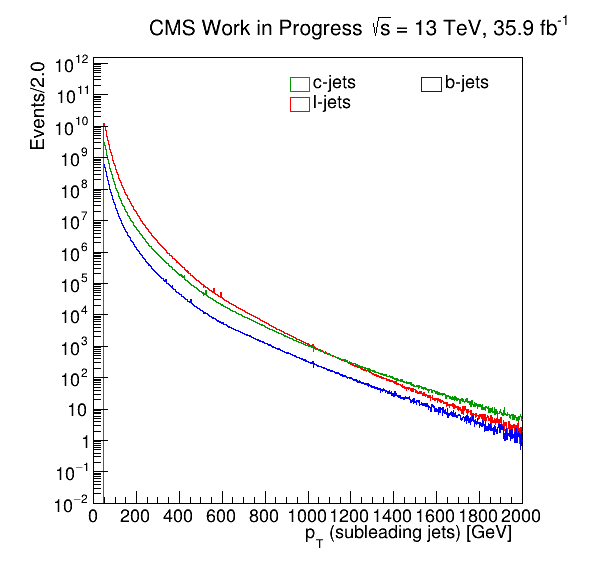 CMS Work in Progress √s = 13 TeV, 35.9 fb⁻¹
Events/2.0
10¹²
10¹¹
10¹⁰
10⁹
10⁸
10⁷
10⁶
10⁵
10⁴
10³
10²
10
1
10⁻¹
10⁻²
c-jets b-jets
l-jets
0 200 400 600 800 1000 1200 1400 1600 1800 2000
p_T (subleading jets) [GeV]